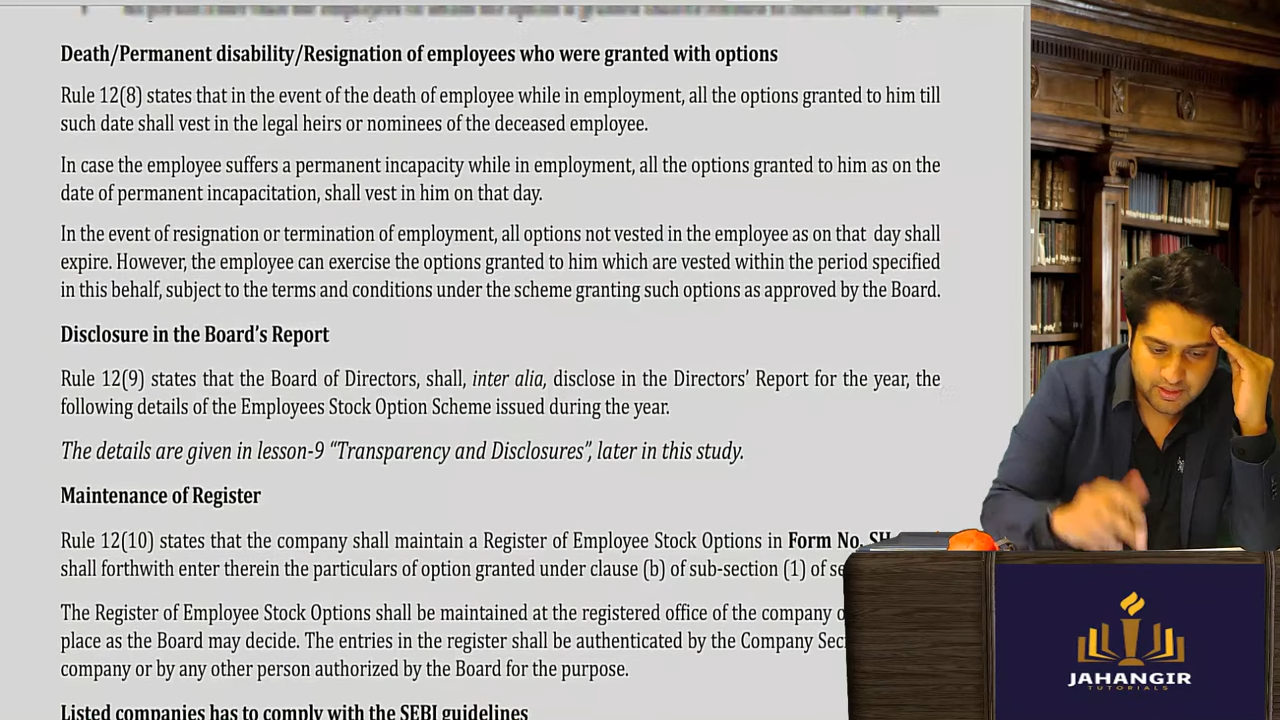 Death/Permanent disability/Resignation of employees who were granted with options
Rule 12(8) states that in the event of the death of employee while in employment, all the options granted to him till
such date shall vest in the legal heirs or nominees of the deceased employee.
In case the employee suffers a permanent incapacity while in employment, all the options granted to him as on the
date of permanent incapacitation, shall vest in him on that day.
In the event of resignation or termination of employment, all options not vested in the employee as on that day shall
expire. However, the employee can exercise the options granted to him which are vested within the period specified
in this behalf, subject to the terms and conditions under the scheme granting such options as approved by the Board.
Disclosure in the Board's Report
Rule 12(9) states that the Board of Directors, shall, inter alia, disclose in the Directors' Report for the year, the
following details of the Employees Stock Option Scheme issued during the year.
The details are given in lesson-9 “Transparency and Disclosures”, later in this study.
Maintenance of Register
Rule 12(10) states that the company shall maintain a Register of Employee Stock Options in Form No. SH
shall forthwith enter therein the particulars of option granted under clause (b) of sub-section (1) of
The Register of Employee Stock Options shall be maintained at the registered office of the company
place as the Board may decide. The entries in the register shall be authenticated by the Company
company or by any other person authorized by the Board for the purpose.
Listed companies has to comply with the SEBI guidelines
JAHANGIR
TUTORIALS